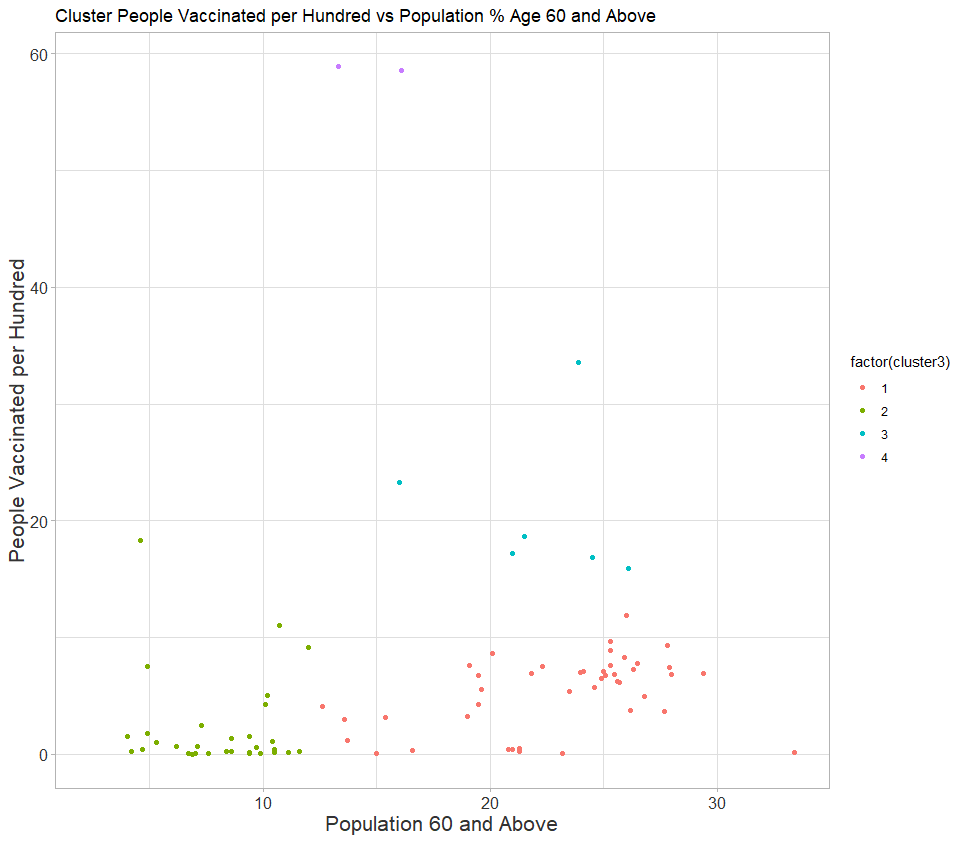 Cluster People Vaccinated per Hundred vs Population % Age 60 and Above
People Vaccinated per Hundred
60
40
20
0
10
20
30
Population 60 and Above
factor(cluster3)
1
2
3
4